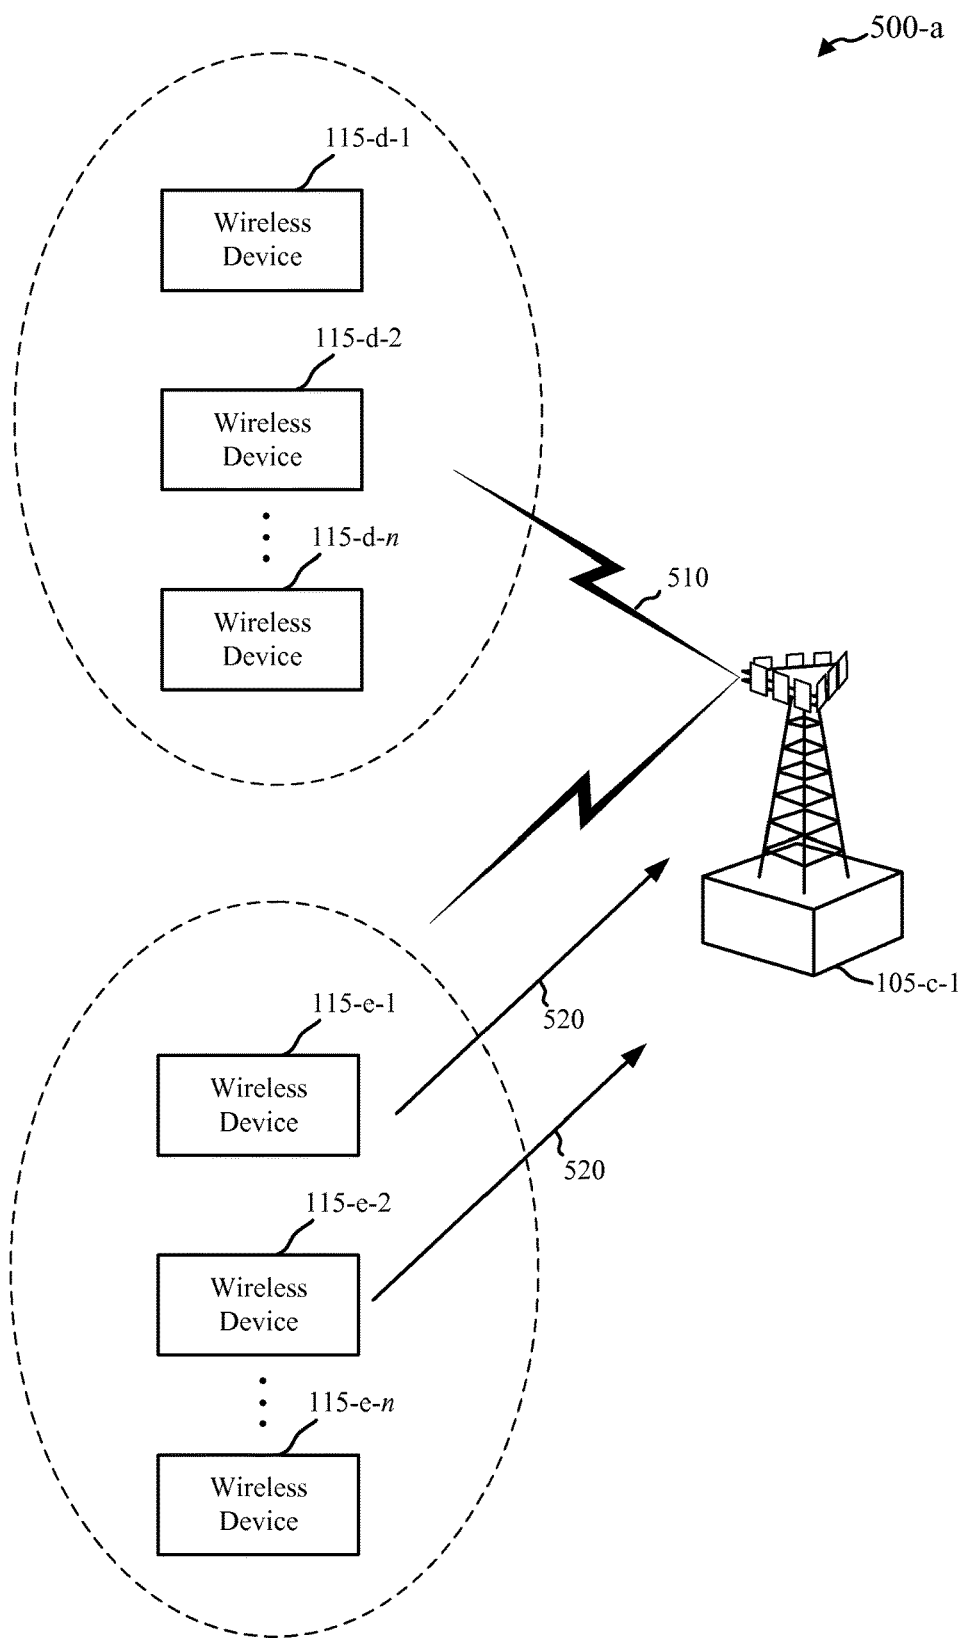 500-a
115-d-1
Wireless
Device
115-d-2
Wireless
Device
115-d-n
Wireless
Device
510
105-c-1
115-e-1
Wireless
Device
520
115-e-2
Wireless
Device
520
115-e-n
Wireless
Device